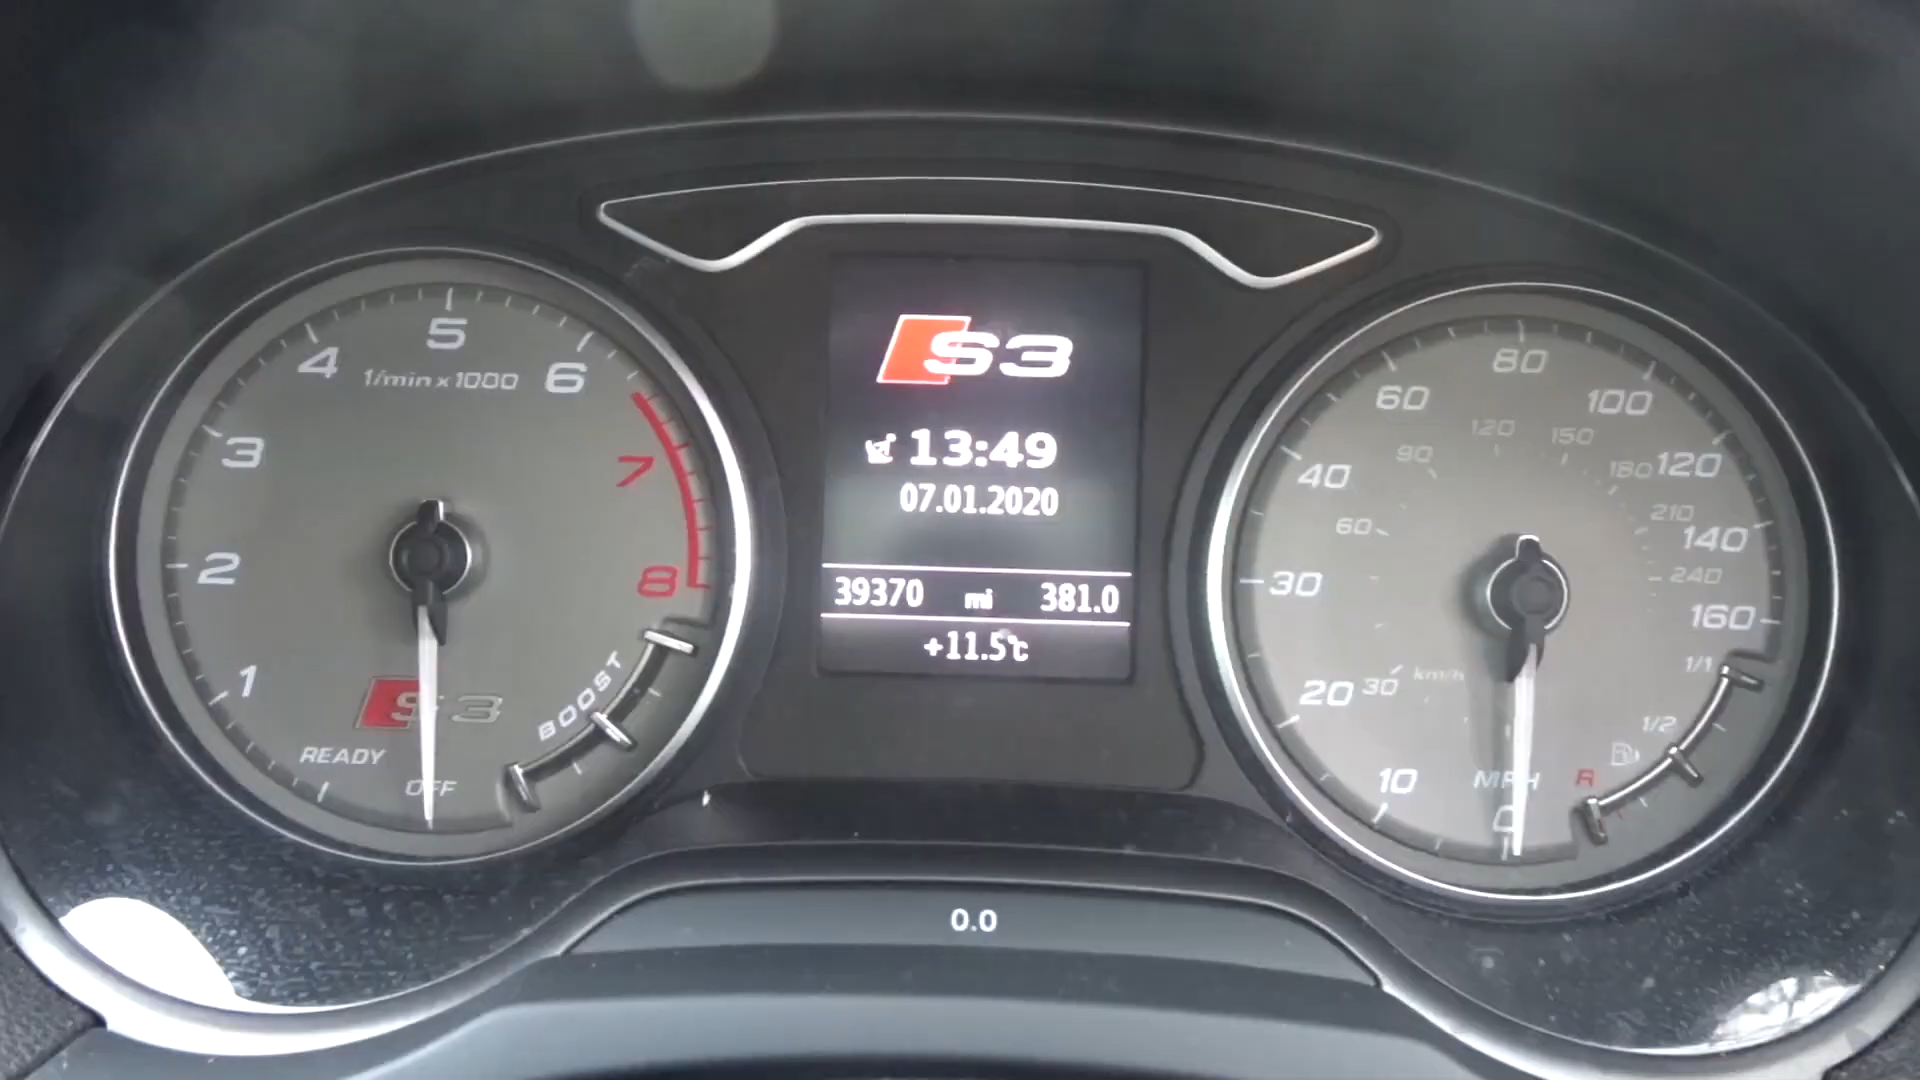 S3
13:49
07.01.2020
39370 mi 381.0
+11.5°C
1/min x 1000
1
2
3
4
5
6
7
8
S3
READY
OFF
BOOST
0
10
20
30
40
60
80
100
120
140
160
30
60
90
120
150
180
210
240
km/h
MPH
R
1/2
1/1
0.0